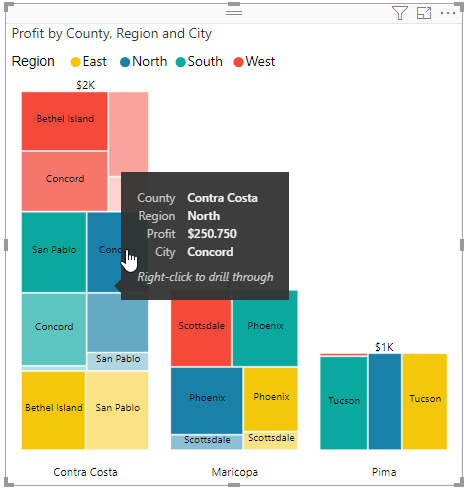 Profit by County, Region and City
Region East North South West
$2K
Bethel Island
Concord
County Contra Costa
Region North
Profit $250.750
City Concord
Right-click to drill through
San Pablo
Concord
San Pablo
Bethel Island San Pablo
Scottsdale Phoenix
Phoenix Phoenix
Scottsdale Scottsdale
$1K
Tucson Tucson
Contra Costa Maricopa Pima